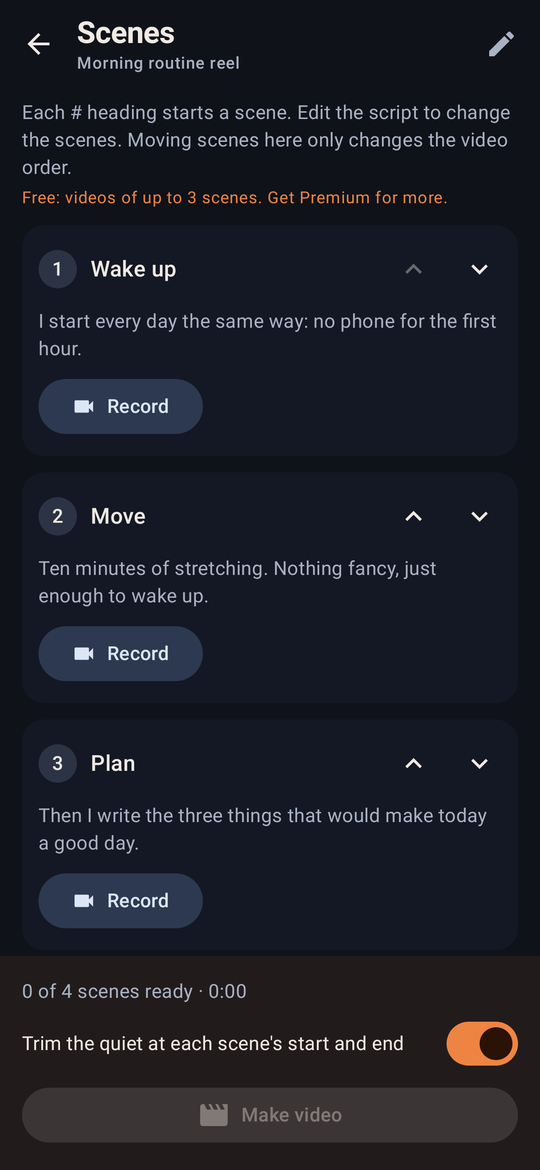 Scenes
Morning routine reel
Each # heading starts a scene. Edit the script to change
the scenes. Moving scenes here only changes the video
order.
Free: videos of up to 3 scenes. Get Premium for more.
1 Wake up
I start every day the same way: no phone for the first
hour.
Record
2 Move
Ten minutes of stretching. Nothing fancy, just
enough to wake up.
Record
3 Plan
Then I write the three things that would make today
a good day.
Record
0 of 4 scenes ready · 0:00
Trim the quiet at each scene's start and end
Make video